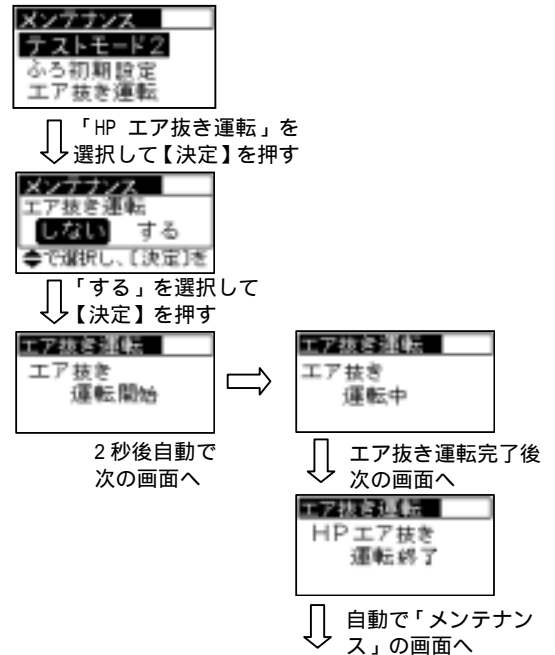 メンテナンス
テストモード2
ふろ初期設定
エア抜き運転
「HP エア抜き運転」を
選択して【決定】を押す
メンテナンス
エア抜き運転
しない する
◆で選択し、[決定]を
「する」を選択して
【決定】を押す
エア抜き運転
エア抜き
運転開始
2秒後自動で
次の画面へ
エア抜き運転
エア抜き
運転中
エア抜き運転完了後
次の画面へ
エア抜き運転
HPエア抜き
運転終了
自動で「メンテナン
ス」の画面へ